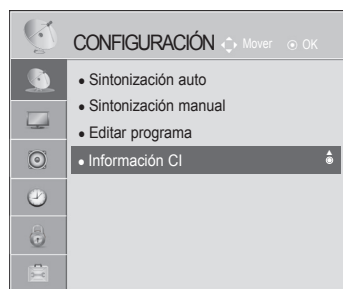 CONFIGURACIÓN Mover OK
• Sintonización auto
• Sintonización manual
• Editar programa
• Información CI